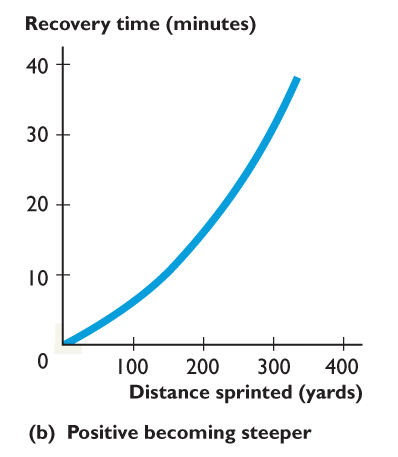 Recovery time (minutes)
40
30
20
10
0
100 200 300 400
Distance sprinted (yards)
(b) Positive becoming steeper